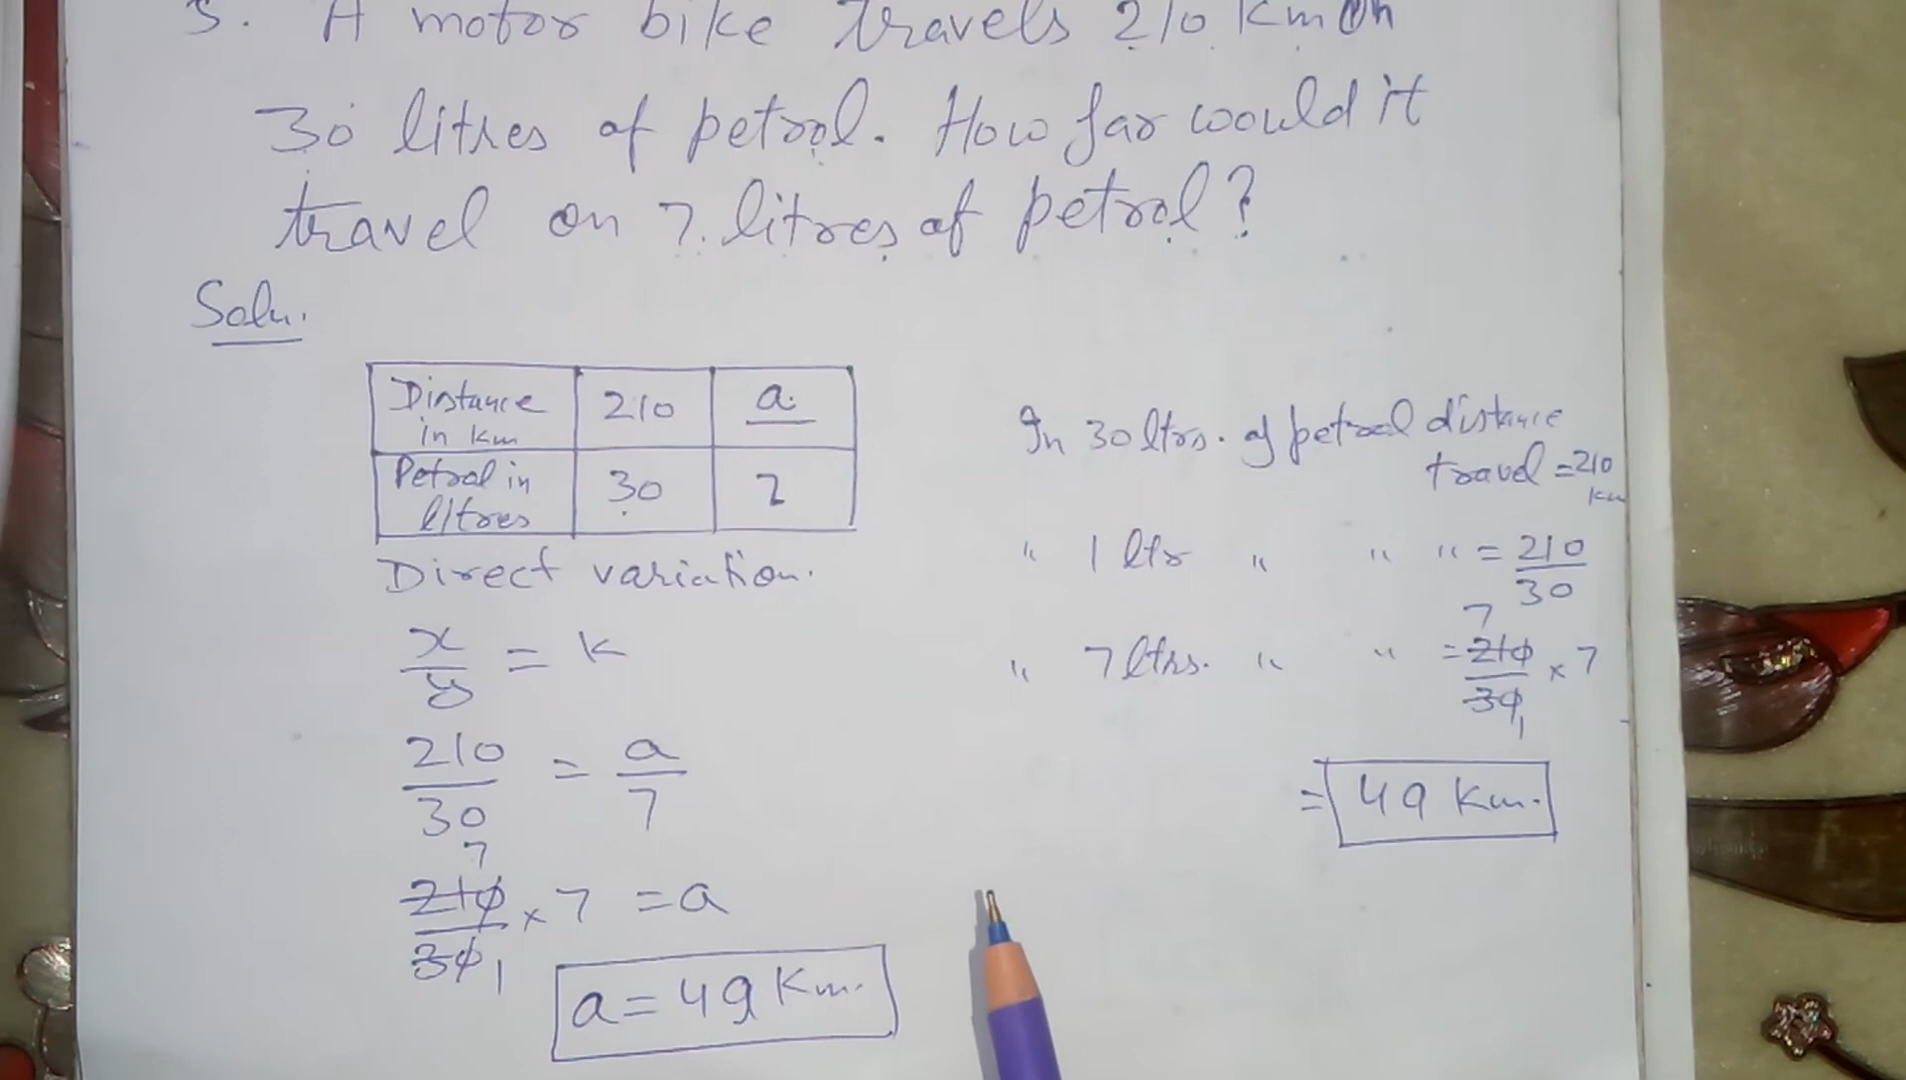 3. A motor bike travels 210 Km on
30 litres of petrol. How far would it
travel on 7 litres of petrol?
Solu.
Distance in Km 210 a
Petrol in litres 30 7
Direct variation.
x/y = K
210/30 = a/7
7
210/30 1 × 7 = a
a = 49 Km.
In 30 ltrs. of petrol distance
travel = 210 km
" 1 ltr " " " = 210/30
7
" 7 ltrs. " " = 210/30 1 × 7
= 49 Km.